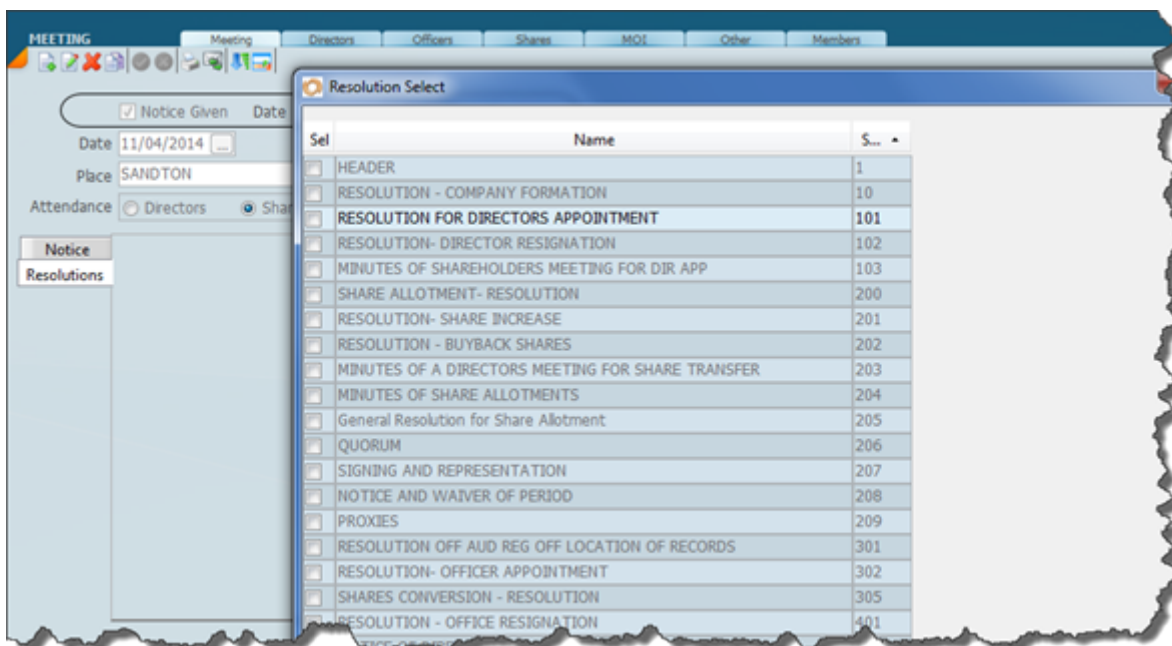 MEETING Meeting Directors Officers Shares MOI Other Members
Resolution Select
Notice Given Date
Date 11/04/2014 ...
Place SANDTON
Attendance Directors Shar
Notice
Resolutions
Sel Name S...
HEADER 1
RESOLUTION - COMPANY FORMATION 10
RESOLUTION FOR DIRECTORS APPOINTMENT 101
RESOLUTION- DIRECTOR RESIGNATION 102
MINUTES OF SHAREHOLDERS MEETING FOR DIR APP 103
SHARE ALLOTMENT- RESOLUTION 200
RESOLUTION- SHARE INCREASE 201
RESOLUTION - BUYBACK SHARES 202
MINUTES OF A DIRECTORS MEETING FOR SHARE TRANSFER 203
MINUTES OF SHARE ALLOTMENTS 204
General Resolution for Share Allotment 205
QUORUM 206
SIGNING AND REPRESENTATION 207
NOTICE AND WAIVER OF PERIOD 208
PROXIES 209
RESOLUTION OFF AUD REG OFF LOCATION OF RECORDS 301
RESOLUTION- OFFICER APPOINTMENT 302
SHARES CONVERSION - RESOLUTION 305
RESOLUTION - OFFICE RESIGNATION 401